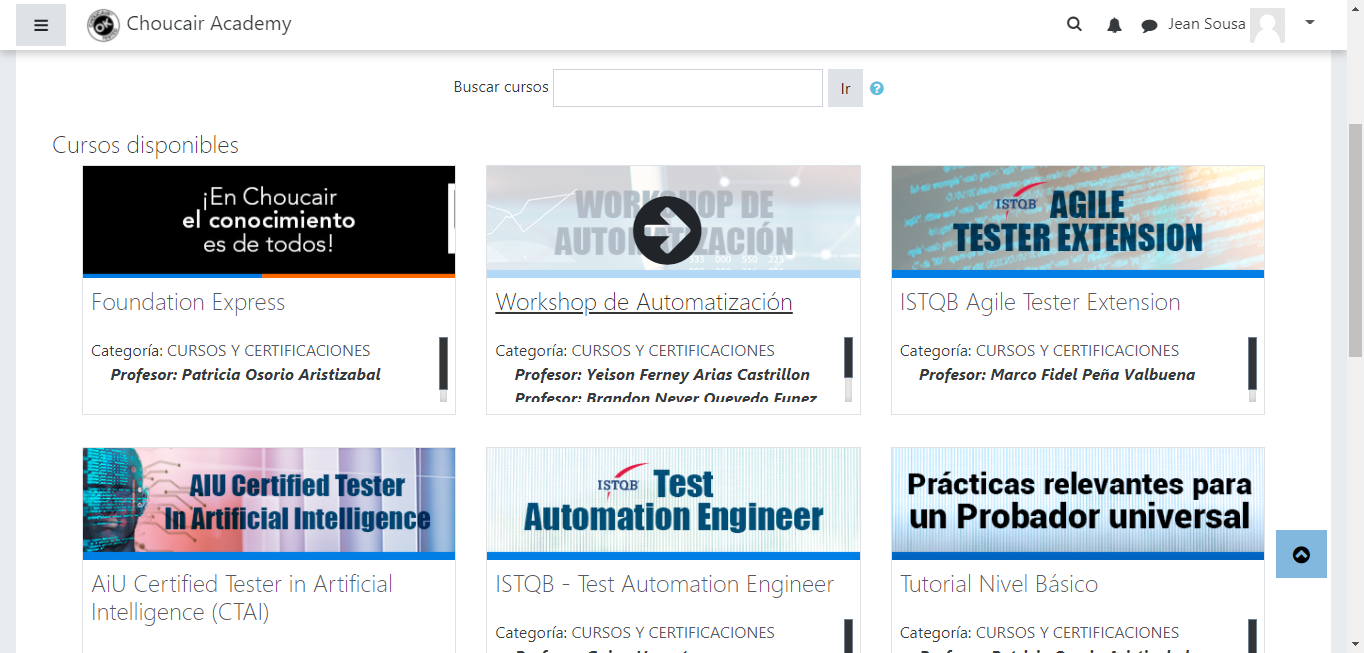 Choucair Academy
Jean Sousa
Buscar cursos
Ir
Cursos disponibles
¡En Choucair
el conocimiento
es de todos!
Foundation Express
Categoría: CURSOS Y CERTIFICACIONES
Profesor: Patricia Osorio Aristizabal
WORKSHOP DE
AUTOMATIZACIÓN
Workshop de Automatización
Categoría: CURSOS Y CERTIFICACIONES
Profesor: Yeison Ferney Arias Castrillon
Profesor: Brandon Never Quevedo Funez
ISTQB AGILE
TESTER EXTENSION
ISTQB Agile Tester Extension
Categoría: CURSOS Y CERTIFICACIONES
Profesor: Marco Fidel Peña Valbuena
AIU Certified Tester
In Artificial Intelligence
AiU Certified Tester in Artificial
Intelligence (CTAI)
ISTQB Test
Automation Engineer
ISTQB - Test Automation Engineer
Categoría: CURSOS Y CERTIFICACIONES
Prácticas relevantes para
un Probador universal
Tutorial Nivel Básico
Categoría: CURSOS Y CERTIFICACIONES